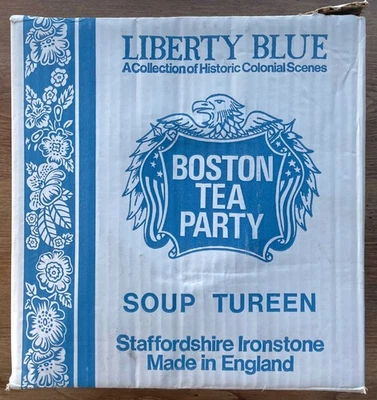 LIBERTY BLUE
A Collection of Historic Colonial Scenes
BOSTON
TEA
PARTY
SOUP TUREEN
Staffordshire Ironstone
Made in England